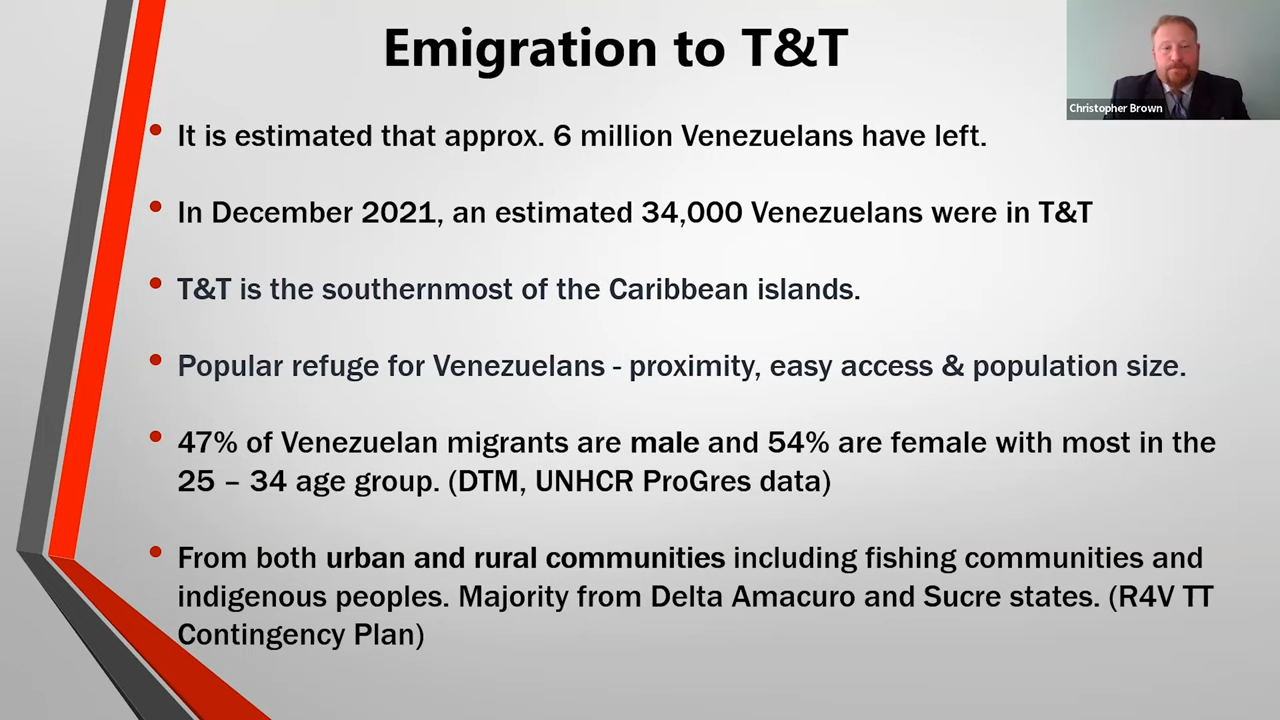 Emigration to T&T
Christopher Brown
• It is estimated that approx. 6 million Venezuelans have left.
• In December 2021, an estimated 34,000 Venezuelans were in T&T
• T&T is the southernmost of the Caribbean islands.
• Popular refuge for Venezuelans - proximity, easy access & population size.
• 47% of Venezuelan migrants are male and 54% are female with most in the
25 – 34 age group. (DTM, UNHCR ProGres data)
• From both urban and rural communities including fishing communities and
indigenous peoples. Majority from Delta Amacuro and Sucre states. (R4V TT
Contingency Plan)